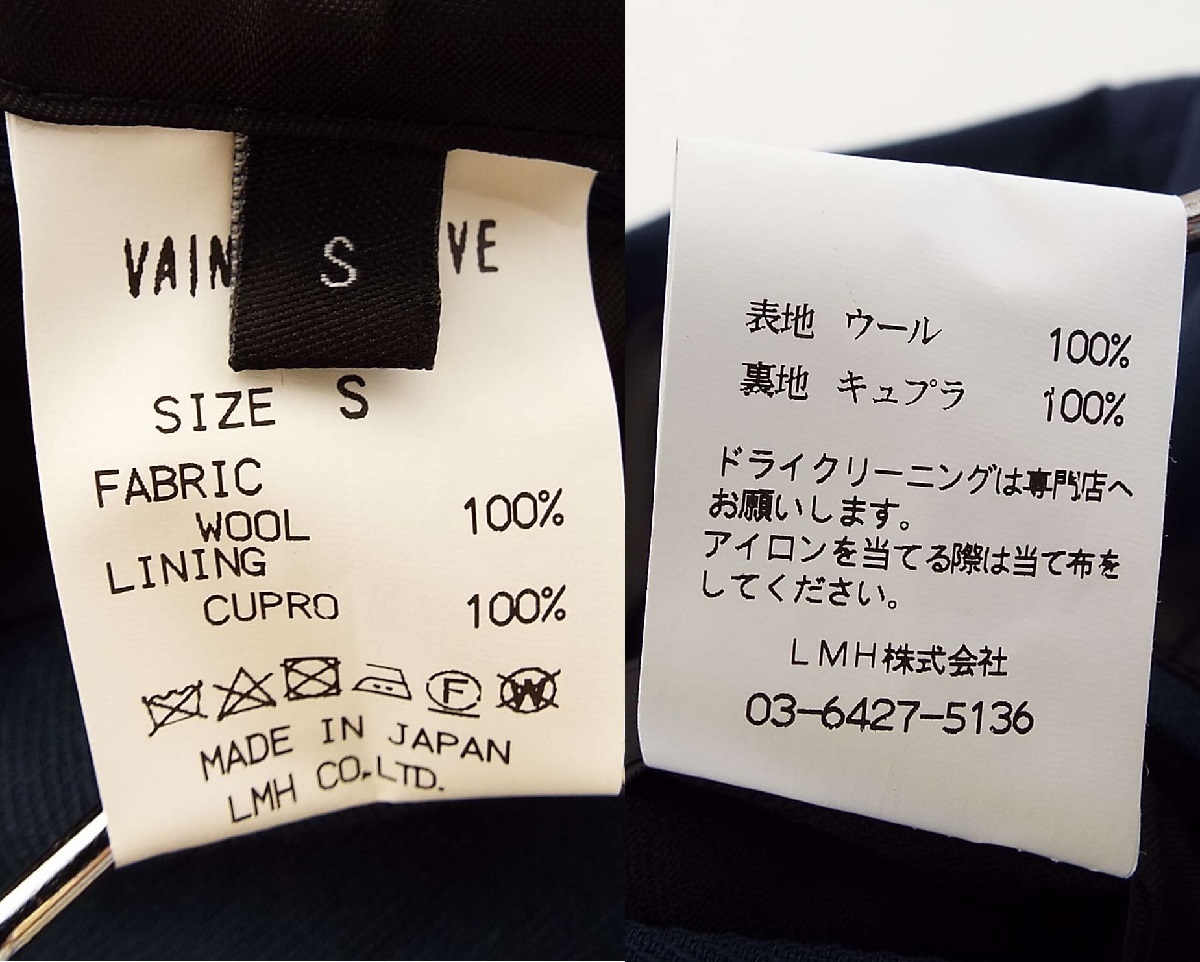 VAIN
S
VE
SIZE S
FABRIC
WOOL 100%
LINING
CUPRO 100%
F
W
MADE IN JAPAN
LMH CO.LTD.
表地 ウール 100%
裏地 キュプラ 100%
ドライクリーニングは専門店へ
お願いします。
アイロンを当てる際は当て布を
してください。
LMH株式会社
03-6427-5136